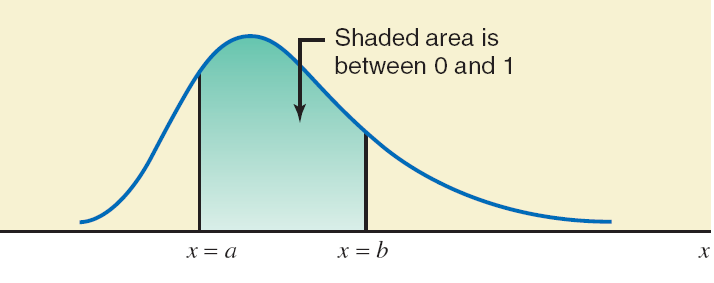 Shaded area is
between 0 and 1
x = a
x = b
x